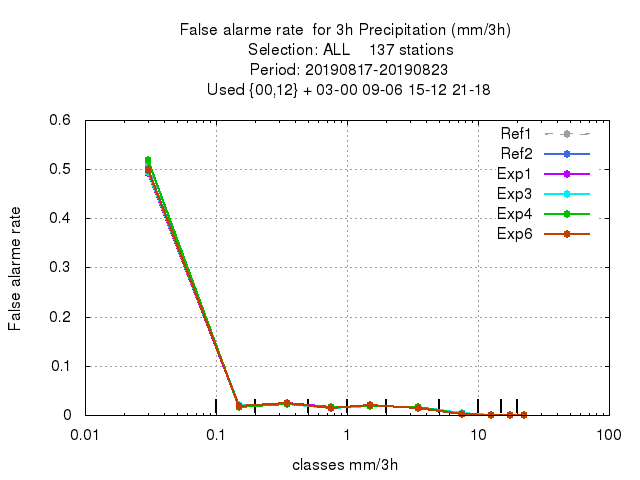 False alarme rate  for 3h Precipitation (mm/3h)
Selection: ALL    137 stations
Period: 20190817-20190823
Used {00,12} + 03-00 09-06 15-12 21-18
Ref1
Ref2
Exp1
Exp3
Exp4
Exp6
0.6
0.5
0.4
0.3
0.2
0.1
0
False alarme rate
0.01 0.1 1 10 100
classes mm/3h